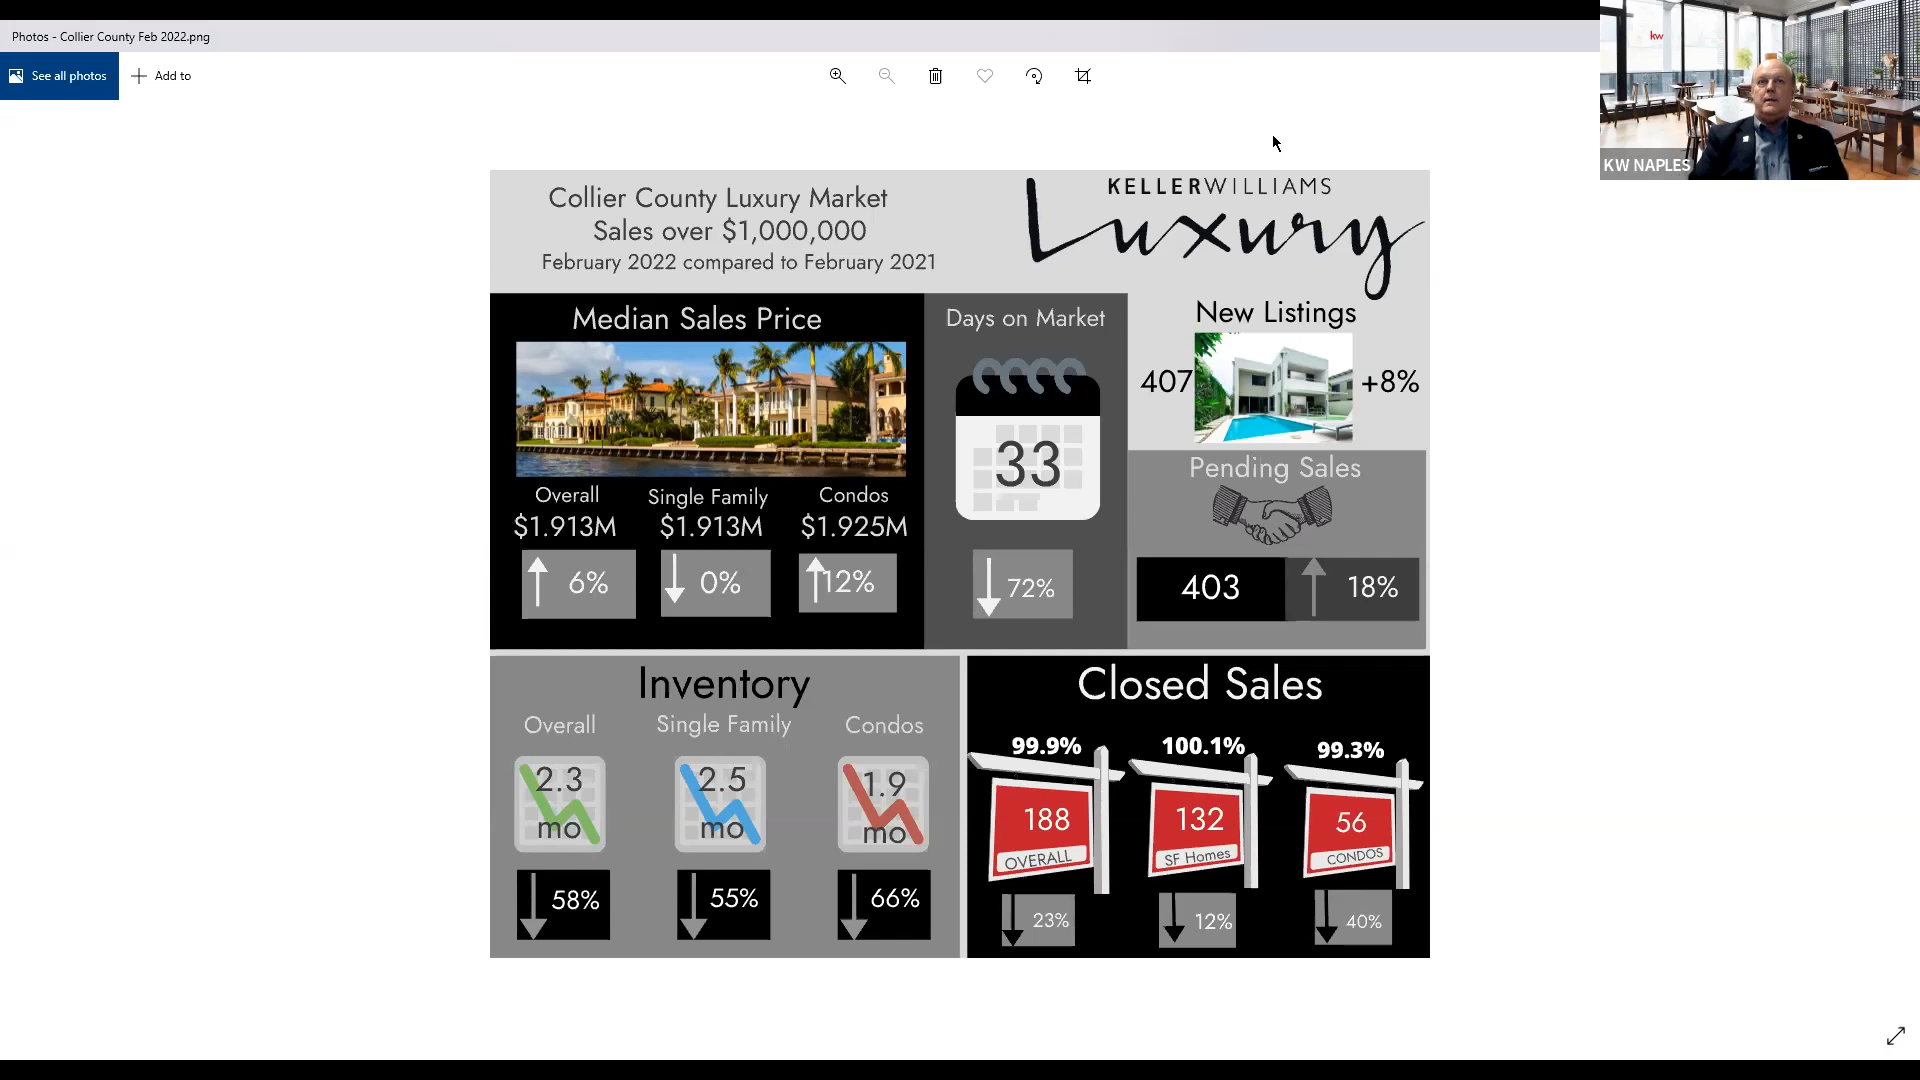 Photos - Collier County Feb 2022.png
See all photos
Add to
kw
KW NAPLES
Collier County Luxury Market
Sales over $1,000,000
February 2022 compared to February 2021
KELLERWILLIAMS
Luxury
Median Sales Price
Overall Single Family Condos
$1.913M $1.913M $1.925M
6% 0% 12%
Days on Market
33
72%
New Listings
407 +8%
Pending Sales
403 18%
Inventory
Overall Single Family Condos
2.3 2.5 1.9
mo mo mo
58% 55% 66%
Closed Sales
99.9% 100.1% 99.3%
188 132 56
OVERALL SF Homes CONDOS
23% 12% 40%